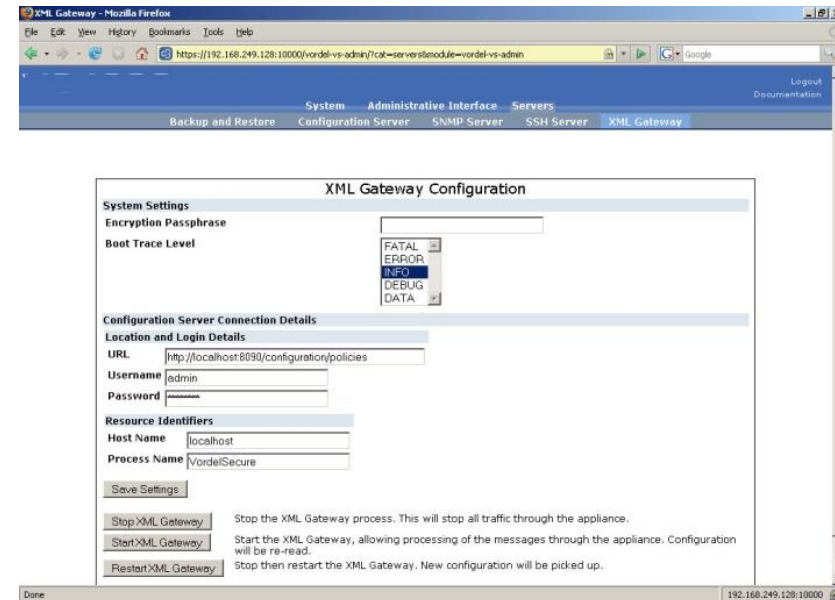 XML Gateway - Mozilla Firefox
File Edit View History Bookmarks Tools Help
https://192.168.249.128:10000/vordel-vs-admin/?cat=servers&module=vordel-vs-admin
Google
Logout
Documentation
System Administrative Interface Servers
Backup and Restore Configuration Server SNMP Server SSH Server XML Gateway
XML Gateway Configuration
System Settings
Encryption Passphrase
Boot Trace Level
FATAL
ERROR
INFO
DEBUG
DATA
Configuration Server Connection Details
Location and Login Details
URL http://localhost:8090/configuration/policies
Username admin
Password ********
Resource Identifiers
Host Name localhost
Process Name VordelSecure
Save Settings
Stop XML Gateway Stop the XML Gateway process. This will stop all traffic through the appliance.
Start XML Gateway Start the XML Gateway, allowing processing of the messages through the appliance. Configuration
will be re-read.
Restart XML Gateway Stop then restart the XML Gateway. New configuration will be picked up.
Done 192.168.249.128:10000